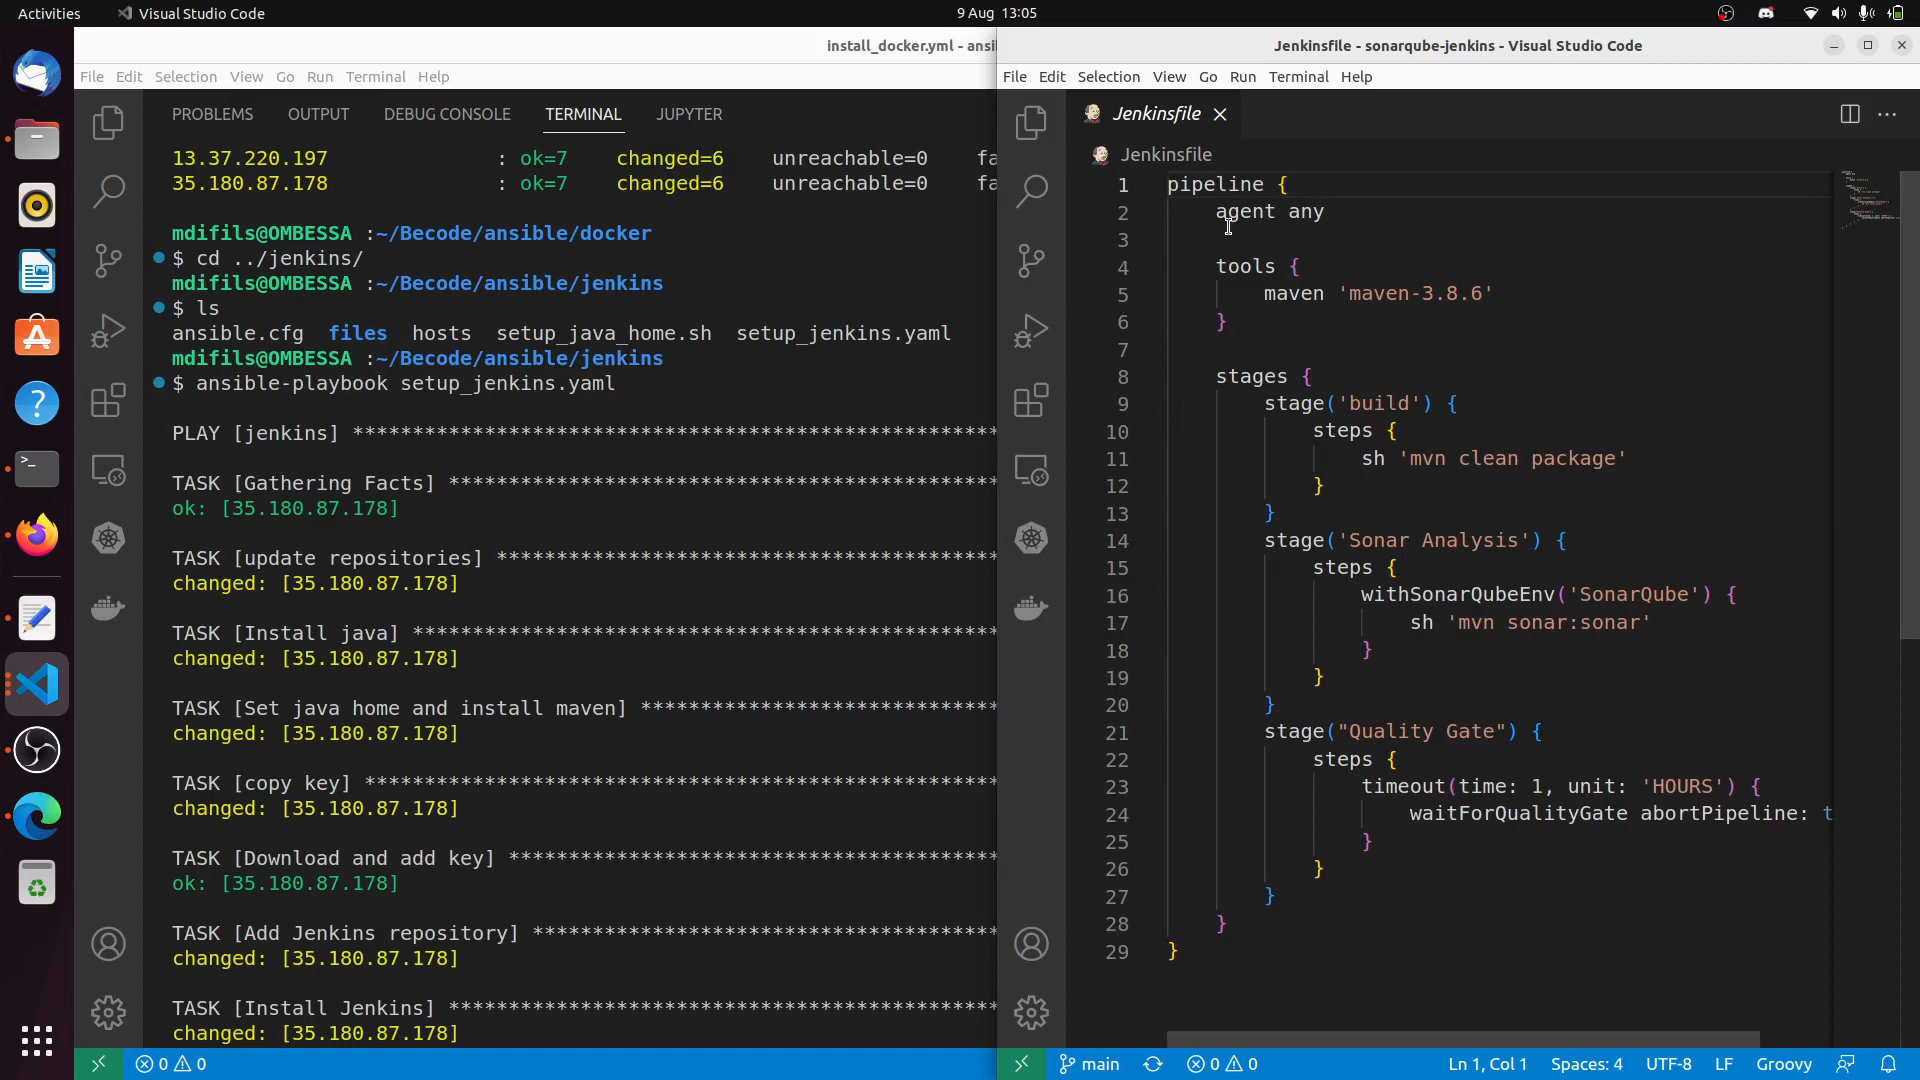 Activities Visual Studio Code 9 Aug 13:05
install_docker.yml - ansi
File Edit Selection View Go Run Terminal Help
PROBLEMS OUTPUT DEBUG CONSOLE TERMINAL JUPYTER
13.37.220.197 : ok=7 changed=6 unreachable=0 fa
35.180.87.178 : ok=7 changed=6 unreachable=0 fa
mdifils@OMBESSA :~/Becode/ansible/docker
$ cd ../jenkins/
mdifils@OMBESSA :~/Becode/ansible/jenkins
$ ls
ansible.cfg files hosts setup_java_home.sh setup_jenkins.yaml
mdifils@OMBESSA :~/Becode/ansible/jenkins
$ ansible-playbook setup_jenkins.yaml
PLAY [jenkins] ******************************************************
TASK [Gathering Facts] **********************************************
ok: [35.180.87.178]
TASK [update repositories] ******************************************
changed: [35.180.87.178]
TASK [Install java] *************************************************
changed: [35.180.87.178]
TASK [Set java home and install maven] ******************************
changed: [35.180.87.178]
TASK [copy key] *****************************************************
changed: [35.180.87.178]
TASK [Download and add key] *****************************************
ok: [35.180.87.178]
TASK [Add Jenkins repository] ***************************************
changed: [35.180.87.178]
TASK [Install Jenkins] **********************************************
changed: [35.180.87.178]
0 0
Jenkinsfile - sonarqube-jenkins - Visual Studio Code
File Edit Selection View Go Run Terminal Help
Jenkinsfile
Jenkinsfile
1 pipeline {
2 agent any
3
4 tools {
5 maven 'maven-3.8.6'
6 }
7
8 stages {
9 stage('build') {
10 steps {
11 sh 'mvn clean package'
12 }
13 }
14 stage('Sonar Analysis') {
15 steps {
16 withSonarQubeEnv('SonarQube') {
17 sh 'mvn sonar:sonar'
18 }
19 }
20 }
21 stage("Quality Gate") {
22 steps {
23 timeout(time: 1, unit: 'HOURS') {
24 waitForQualityGate abortPipeline: t
25 }
26 }
27 }
28 }
29 }
main 0 0 Ln 1, Col 1 Spaces: 4 UTF-8 LF Groovy